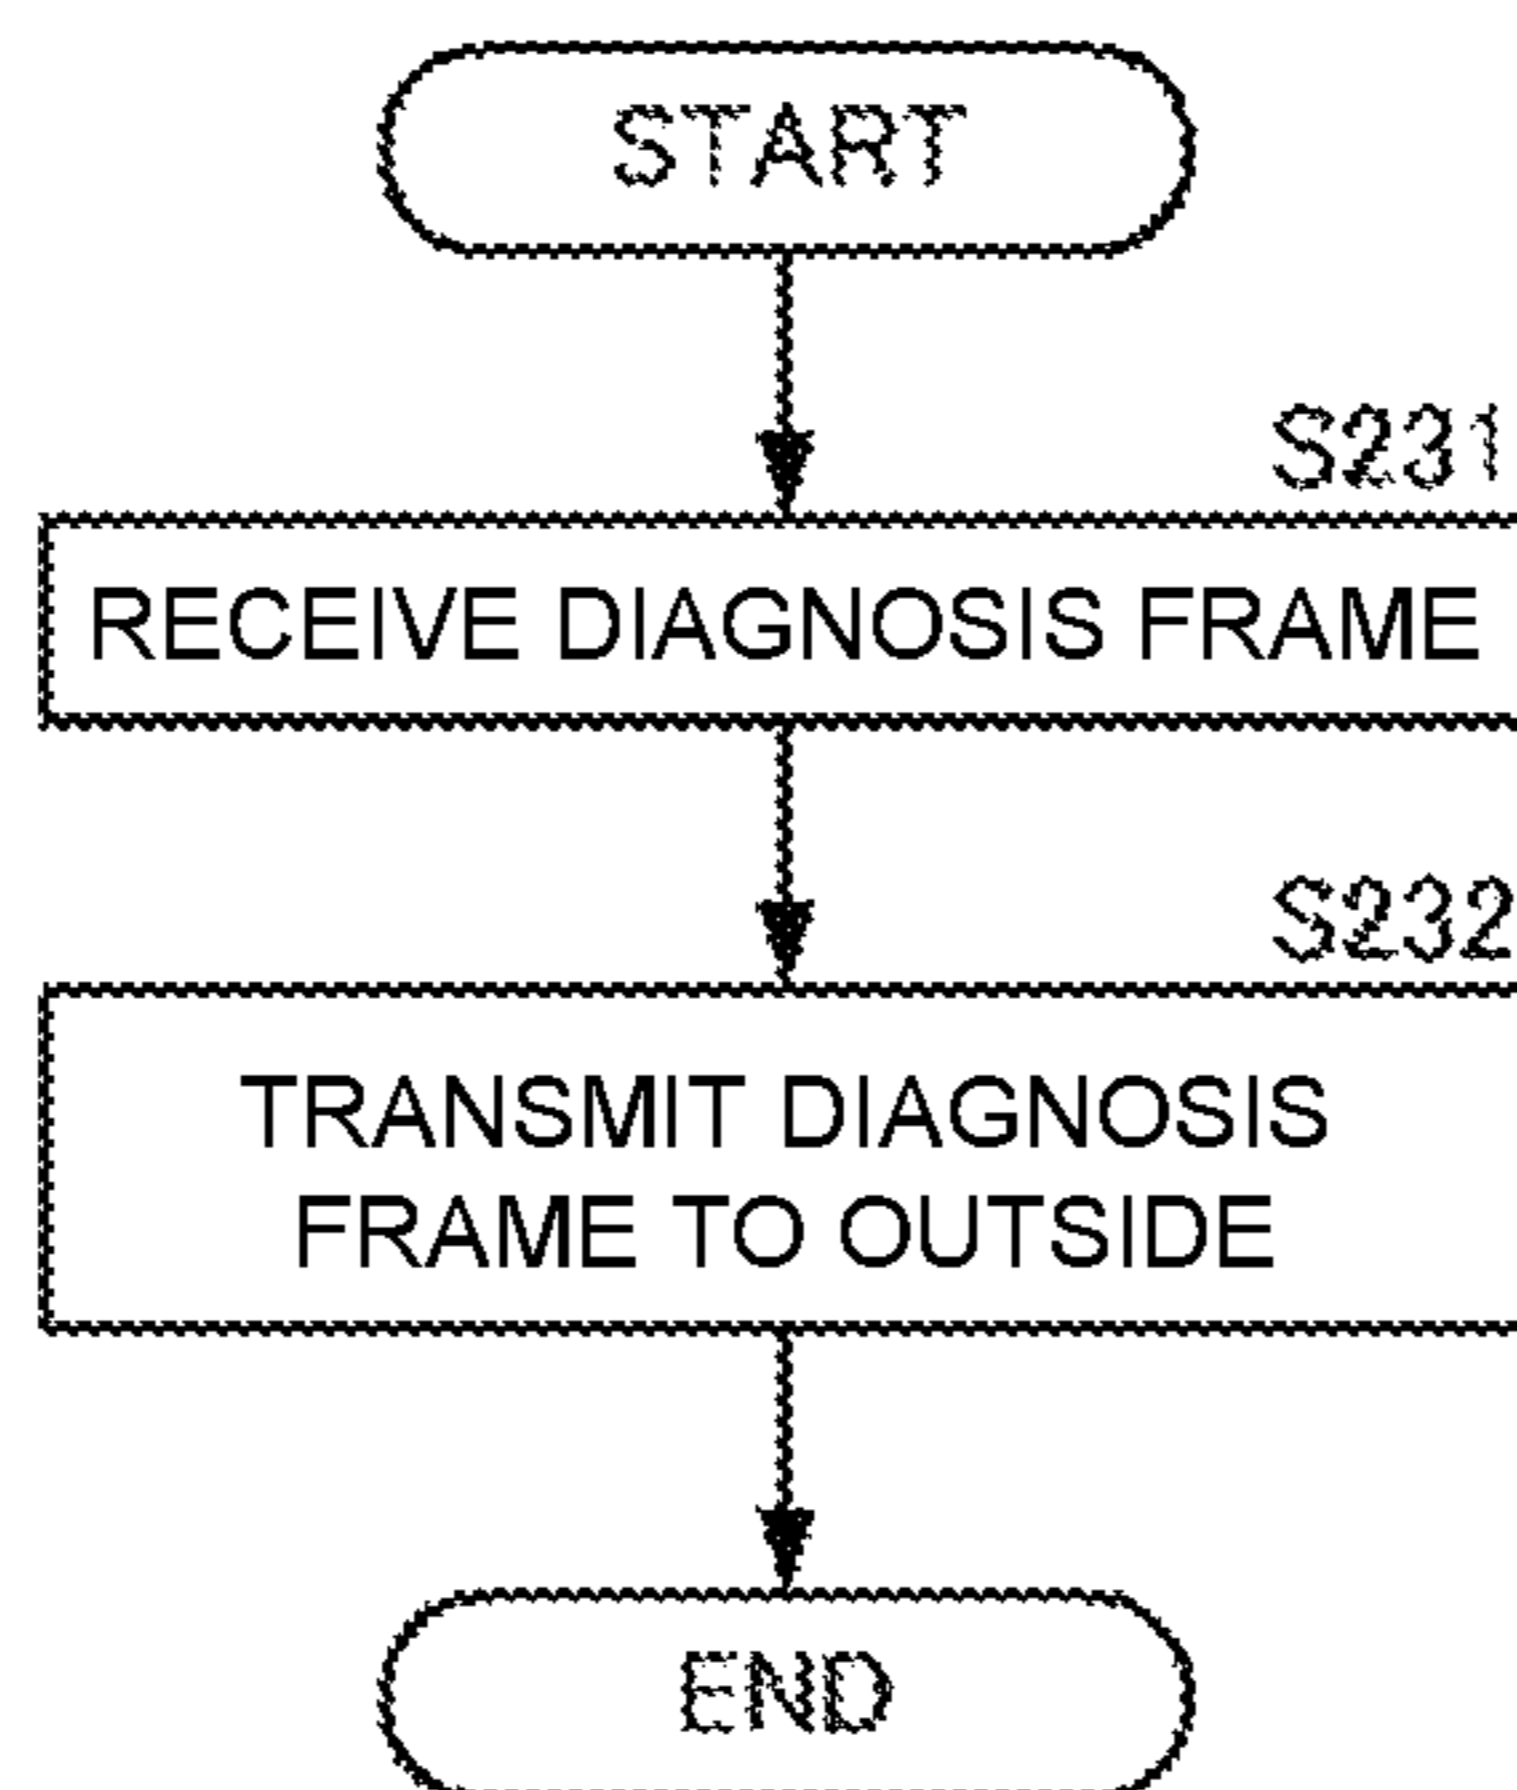 START
S231
RECEIVE DIAGNOSIS FRAME
S232
TRANSMIT DIAGNOSIS
FRAME TO OUTSIDE
END